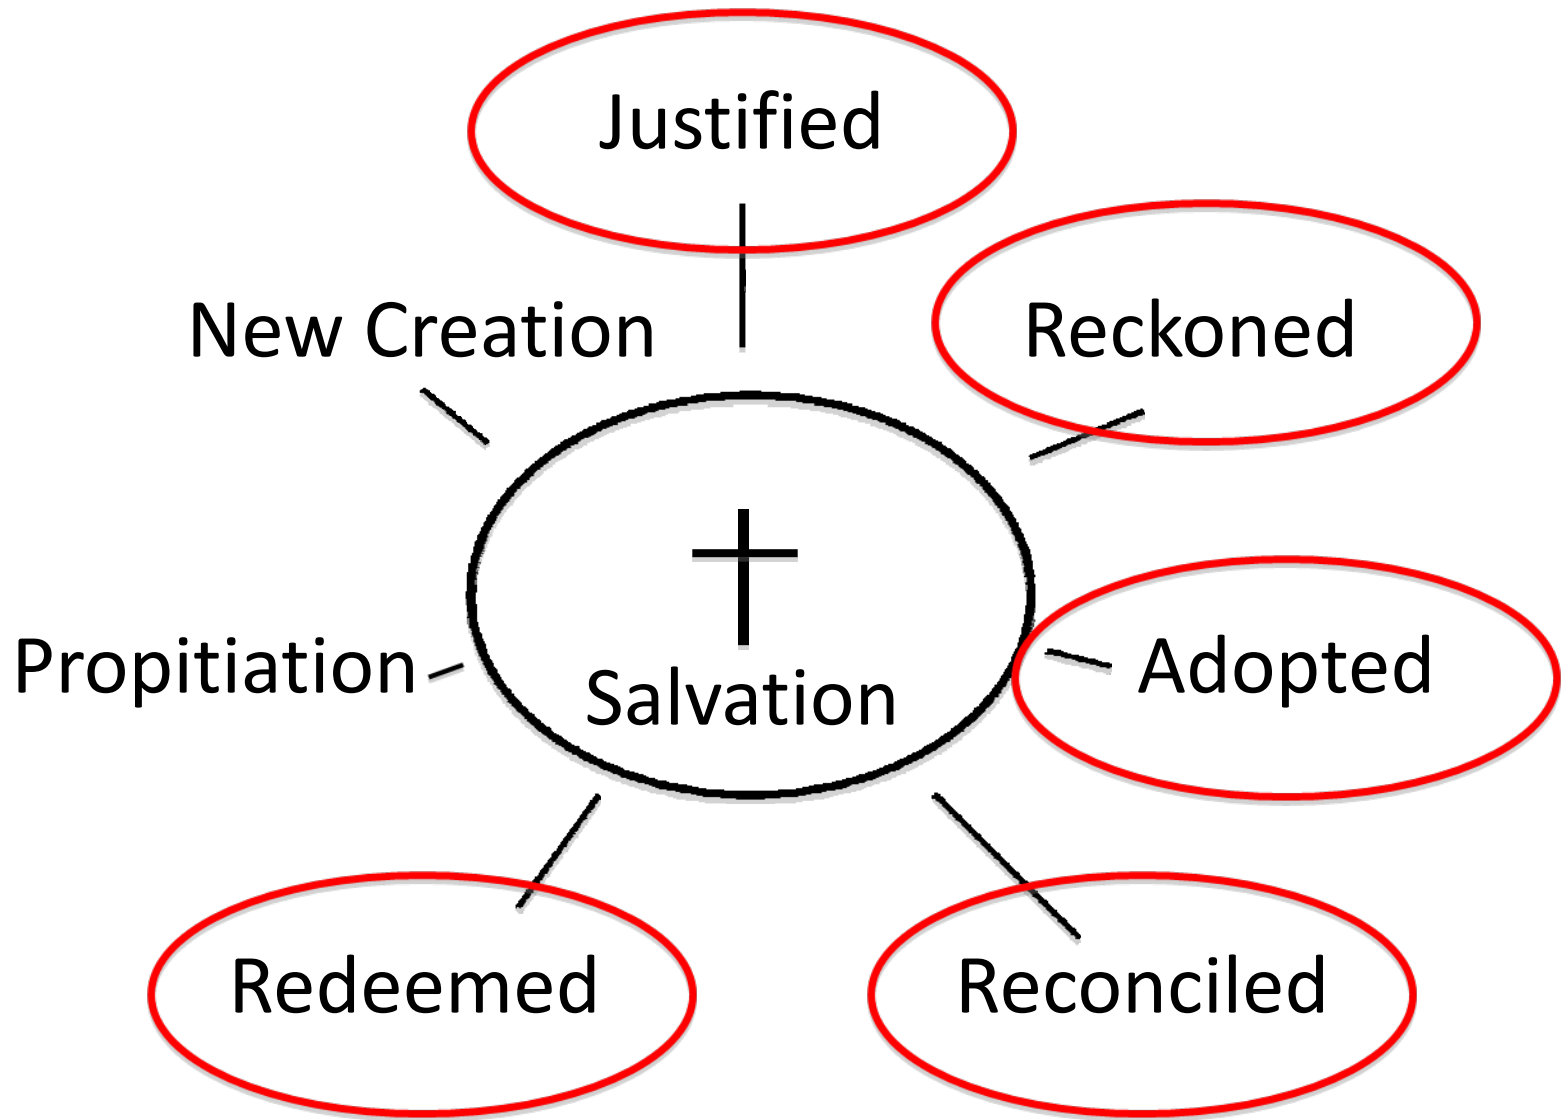 Justified
New Creation
Reckoned
Propitiation
Salvation
Adopted
Redeemed
Reconciled